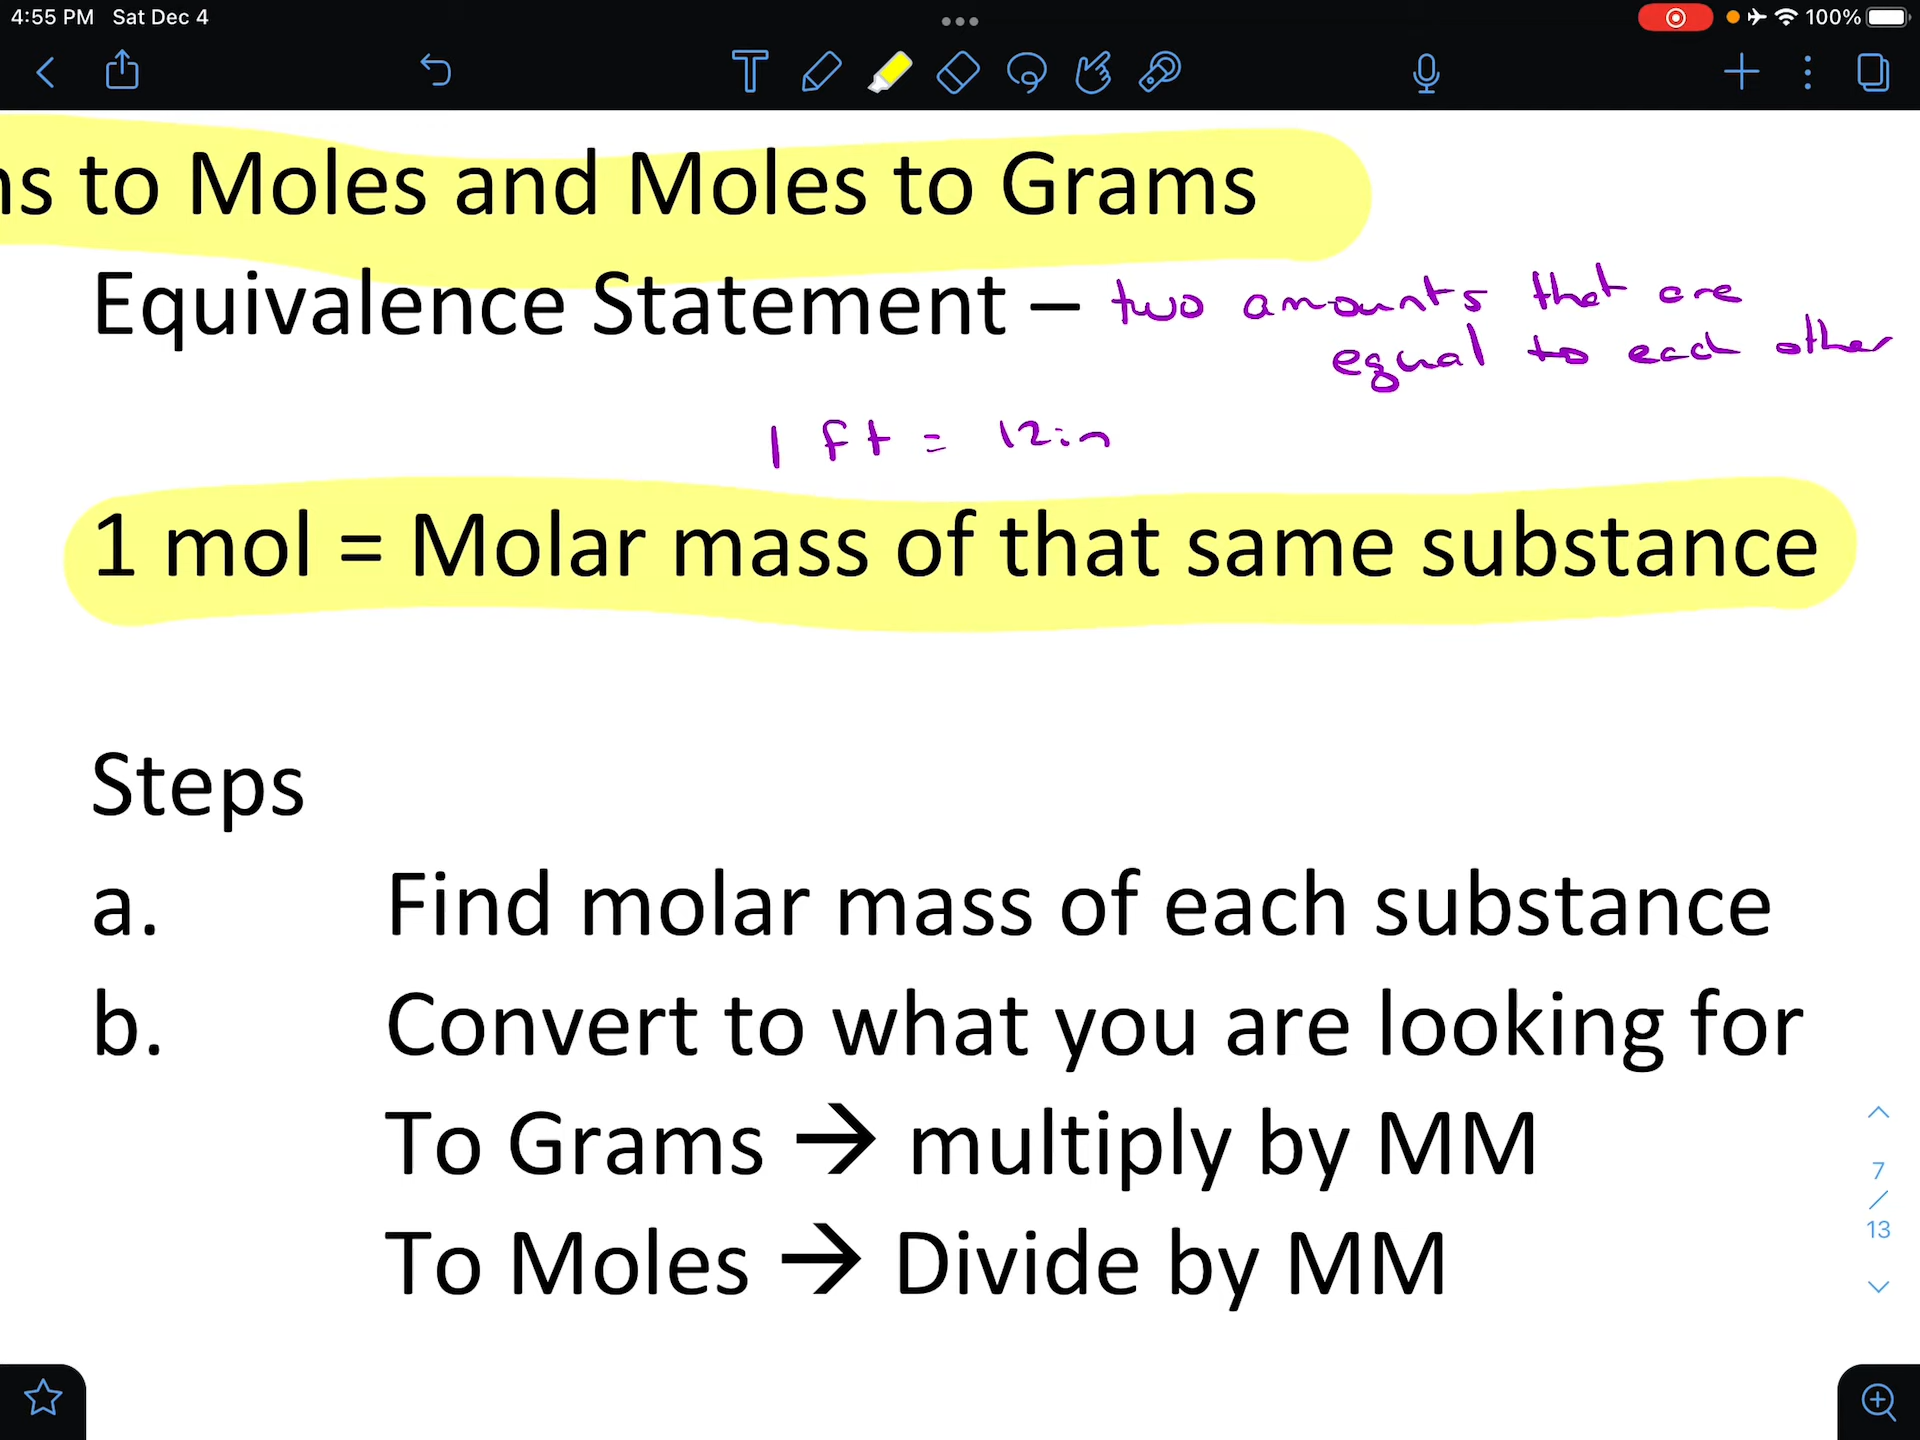 4:55 PM Sat Dec 4
100%
s to Moles and Moles to Grams
Equivalence Statement – two amounts that are
equal to each other
1 ft = 12in
1 mol = Molar mass of that same substance
Steps
a. Find molar mass of each substance
b. Convert to what you are looking for
To Grams → multiply by MM
To Moles → Divide by MM
7
/
13